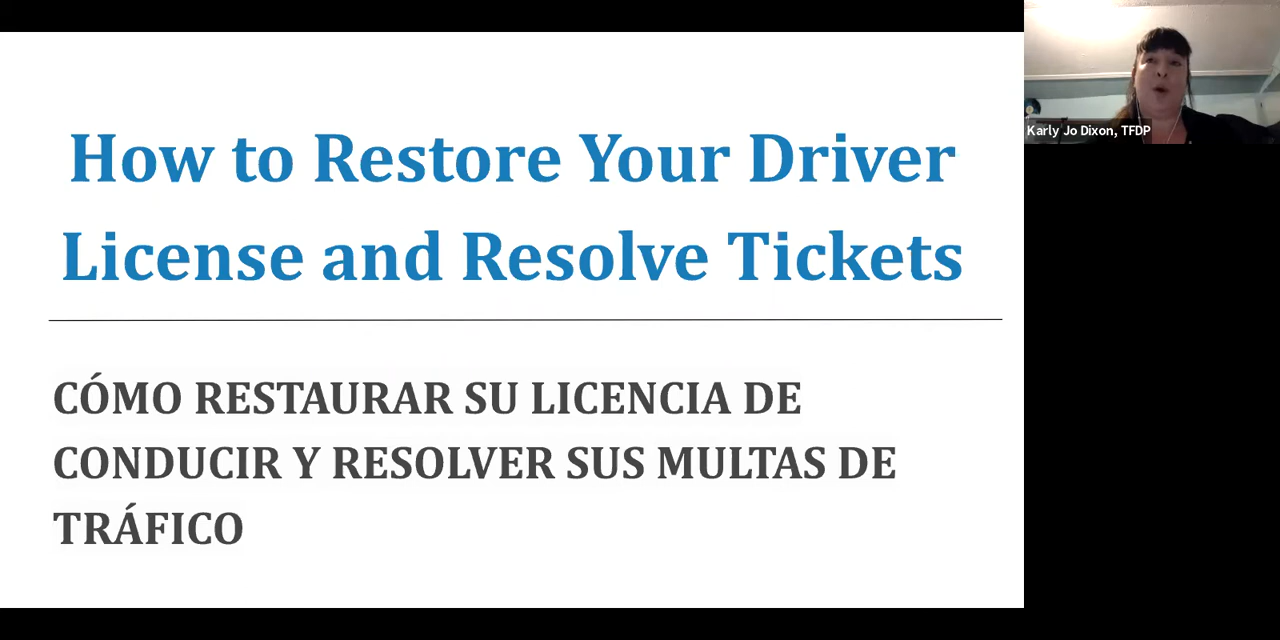 How to Restore Your Driver
License and Resolve Tickets
CÓMO RESTAURAR SU LICENCIA DE
CONDUCIR Y RESOLVER SUS MULTAS DE
TRÁFICO
Karly Jo Dixon, TFDP